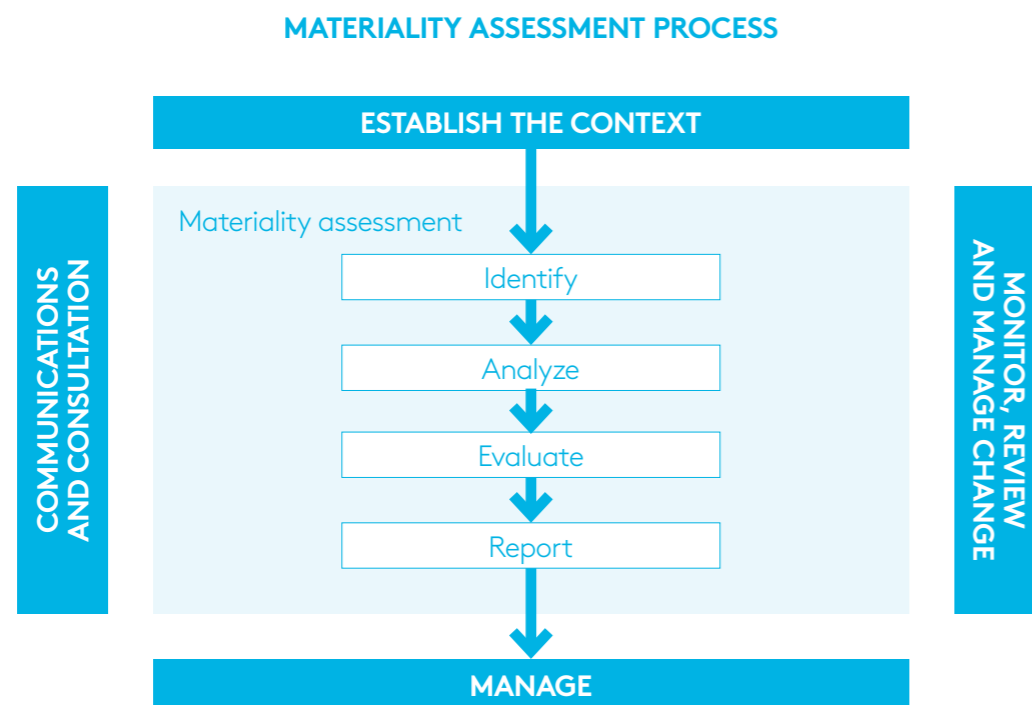 MATERIALITY ASSESSMENT PROCESS
ESTABLISH THE CONTEXT
COMMUNICATIONS
AND CONSULTATION
Materiality assessment
Identify
Analyze
Evaluate
Report
MONITOR, REVIEW
AND MANAGE CHANGE
MANAGE